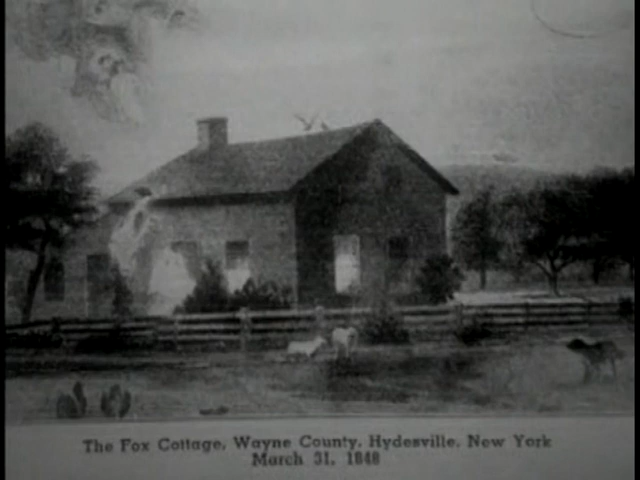 The Fox Cottage, Wayne County, Hydesville, New York
March 31, 1848